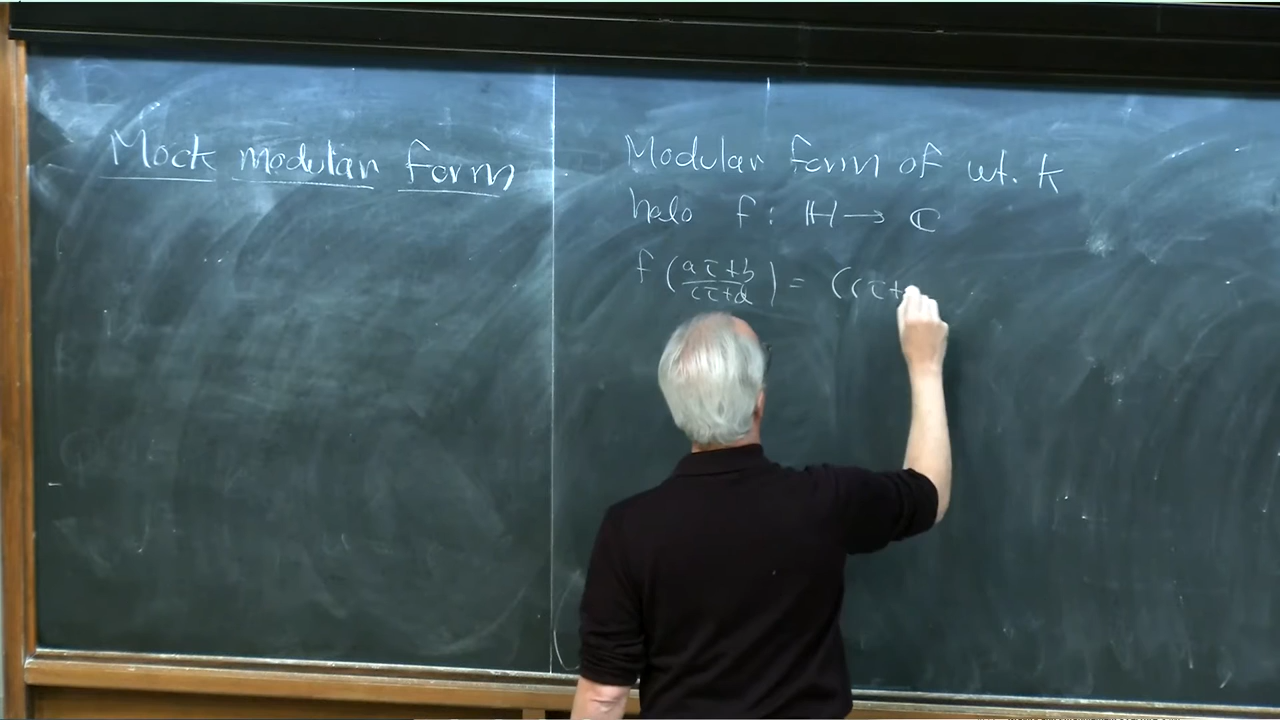 Mock modular form
Modular form of wt. k
holo f: ℍ → ℂ
f(aτ+b/cτ+d) = (cτ+